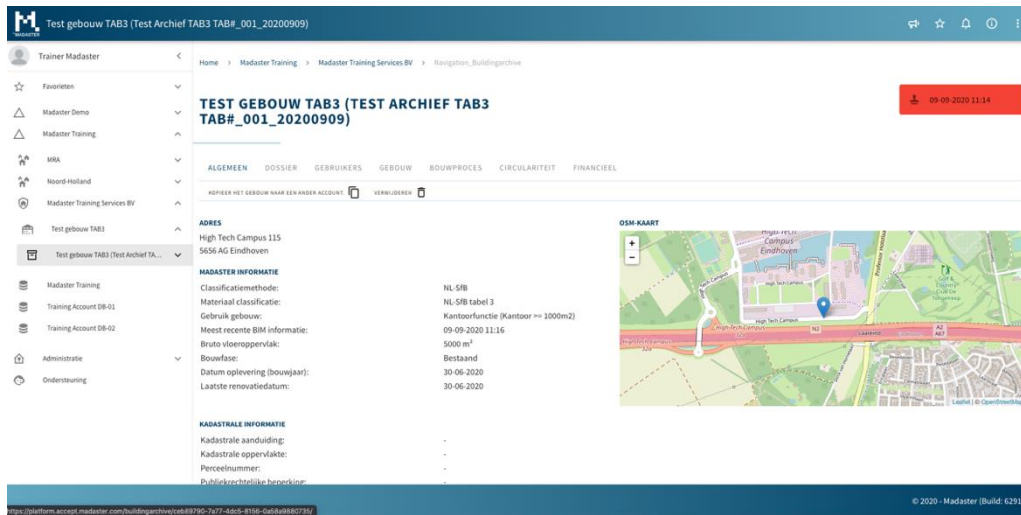 MADASTER
Test gebouw TAB3 (Test Archief TAB3 TAB#_001_20200909)
Trainer Madaster
Favorieten
Madaster Demo
Madaster Training
MRA
Noord-Holland
Madaster Training Services BV
Test gebouw TAB3
Test gebouw TAB3 (Test Archief TA...
Madaster Training
Training Account DB-01
Training Account DB-02
Administratie
Ondersteuning
Home > Madaster Training > Madaster Training Services BV > Navigation_Buildingarchive
TEST GEBOUW TAB3 (TEST ARCHIEF TAB3
TAB#_001_20200909)
09-09-2020 11:14
ALGEMEEN DOSSIER GEBRUIKERS GEBOUW BOUWPROCES CIRCULARITEIT FINANCIEEL
KOPIEER HET GEBOUW NAAR EEN ANDER ACCOUNT. VERWIJDEREN
ADRES
High Tech Campus 115
5656 AG Eindhoven
MADASTER INFORMATIE
Classificatiemethode: NL-SfB
Materiaal classificatie: NL-SfB tabel 3
Gebruik gebouw: Kantoorfunctie (Kantoor >= 1000m2)
Meest recente BIM informatie: 09-09-2020 11:16
Bruto vloeroppervlak: 5000 m²
Bouwfase: Bestaand
Datum oplevering (bouwjaar): 30-06-2020
Laatste renovatiedatum: 30-06-2020
KADASTRALE INFORMATIE
Kadastrale aanduiding: -
Kadastrale oppervlakte: -
Perceelnummer: -
Publiekrechtelijke beperking: -
OSM-KAART
+
−
High Tech
Campus
Eindhoven
High Tech Campus
High Tech Campus
N2
A2
A67
Leaflet | © OpenStreetMap
© 2020 - Madaster (Build: 6291
https://platform.accept.madaster.com/buildingarchive/ceb89790-7a77-4dc5-8156-0a58a9880735/